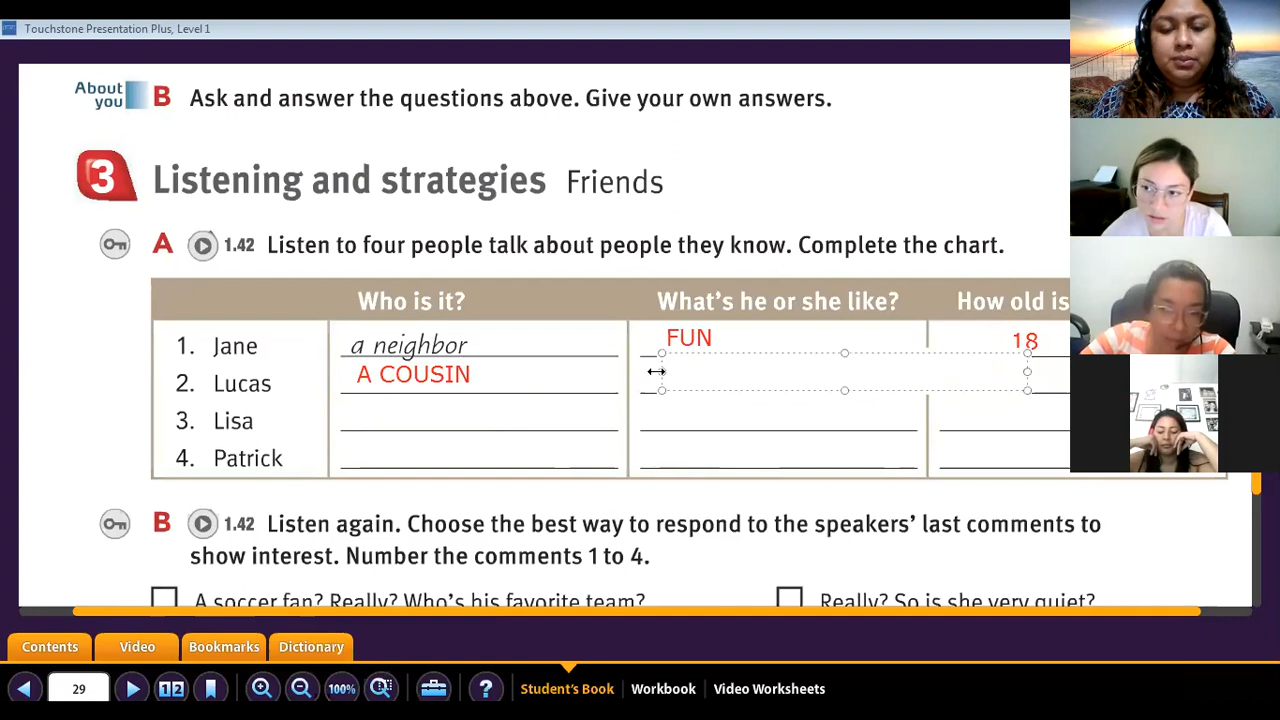 Touchstone Presentation Plus, Level 1
About you B Ask and answer the questions above. Give your own answers.
3 Listening and strategies Friends
A 1.42 Listen to four people talk about people they know. Complete the chart.
Who is it? What's he or she like? How old is
1. Jane a neighbor FUN 18
2. Lucas A COUSIN
3. Lisa
4. Patrick
B 1.42 Listen again. Choose the best way to respond to the speakers' last comments to
show interest. Number the comments 1 to 4.
A soccer fan? Really? Who's his favorite team? Really? So is she very quiet?
Contents Video Bookmarks Dictionary
29 1 2 100% ? Student's Book Workbook Video Worksheets